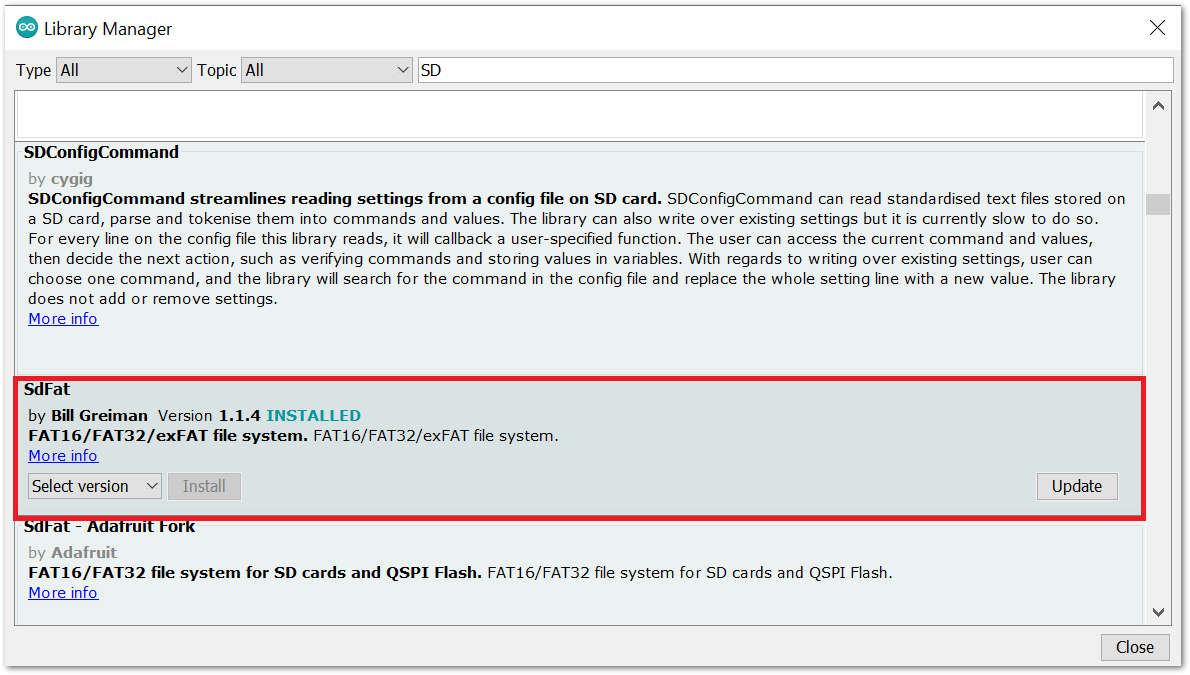 Library Manager
Type All Topic All SD
SDConfigCommand
by cygig
SDConfigCommand streamlines reading settings from a config file on SD card. SDConfigCommand can read standardised text files stored on
a SD card, parse and tokenise them into commands and values. The library can also write over existing settings but it is currently slow to do so.
For every line on the config file this library reads, it will callback a user-specified function. The user can access the current command and values,
then decide the next action, such as verifying commands and storing values in variables. With regards to writing over existing settings, user can
choose one command, and the library will search for the command in the config file and replace the whole setting line with a new value. The library
does not add or remove settings.
More info
SdFat
by Bill Greiman Version 1.1.4 INSTALLED
FAT16/FAT32/exFAT file system. FAT16/FAT32/exFAT file system.
More info
Select version Install Update
SdFat - Adafruit Fork
by Adafruit
FAT16/FAT32 file system for SD cards and QSPI Flash. FAT16/FAT32 file system for SD cards and QSPI Flash.
More info
Close